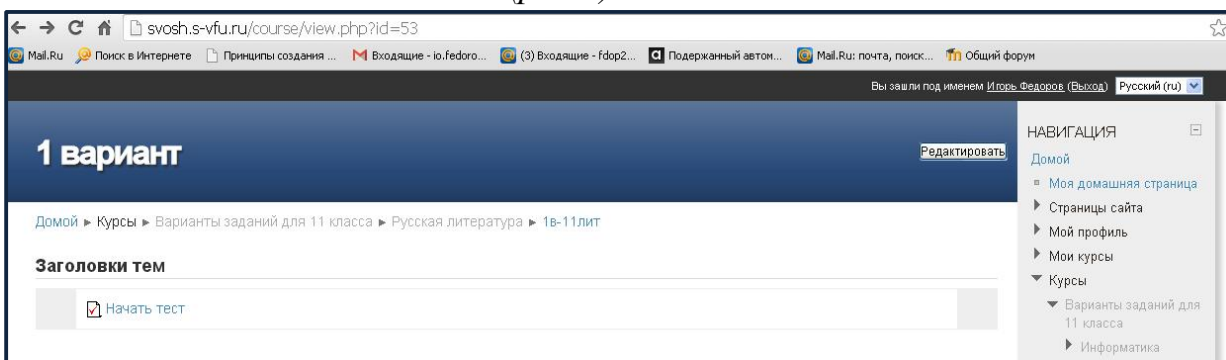 svosh.s-vfu.ru/course/view.php?id=53
Mail.Ru Поиск в Интернете Принципы создания ... Входящие - io.fedoro... (3) Входящие - fdop2... Подержанный автом... Mail.Ru: почта, поиск... Общий форум
Вы зашли под именем Игорь Федоров (Выход) Русский (ru)
1 вариант
Редактировать
Домой ► Курсы ► Варианты заданий для 11 класса ► Русская литература ► 1в-11лит
Заголовки тем
Начать тест
НАВИГАЦИЯ
Домой
Моя домашняя страница
Страницы сайта
Мой профиль
Мои курсы
Курсы
Варианты заданий для
11 класса
Информатика